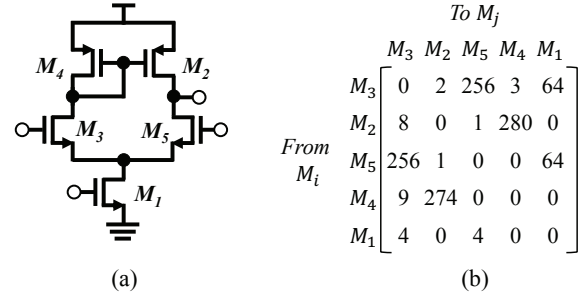 M4
M2
M3
M5
M1
(a)
To Mj
M3 M2 M5 M4 M1
M3 0 2 256 3 64
M2 8 0 1 280 0
From
Mi
M5 256 1 0 0 64
M4 9 274 0 0 0
M1 4 0 4 0 0
(b)